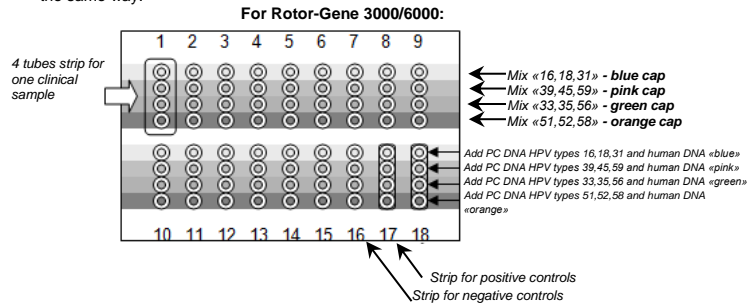 the same way.
For Rotor-Gene 3000/6000:
1 2 3 4 5 6 7 8 9
4 tubes strip for
one clinical
sample
Mix «16,18,31» - blue cap
Mix «39,45,59» - pink cap
Mix «33,35,56» - green cap
Mix «51,52,58» - orange cap
Add PC DNA HPV types 16,18,31 and human DNA «blue»
Add PC DNA HPV types 39,45,59 and human DNA «pink»
Add PC DNA HPV types 33,35,56 and human DNA «green»
Add PC DNA HPV types 51,52,58 and human DNA
«orange»
10 11 12 13 14 15 16 17 18
Strip for positive controls
Strip for negative controls